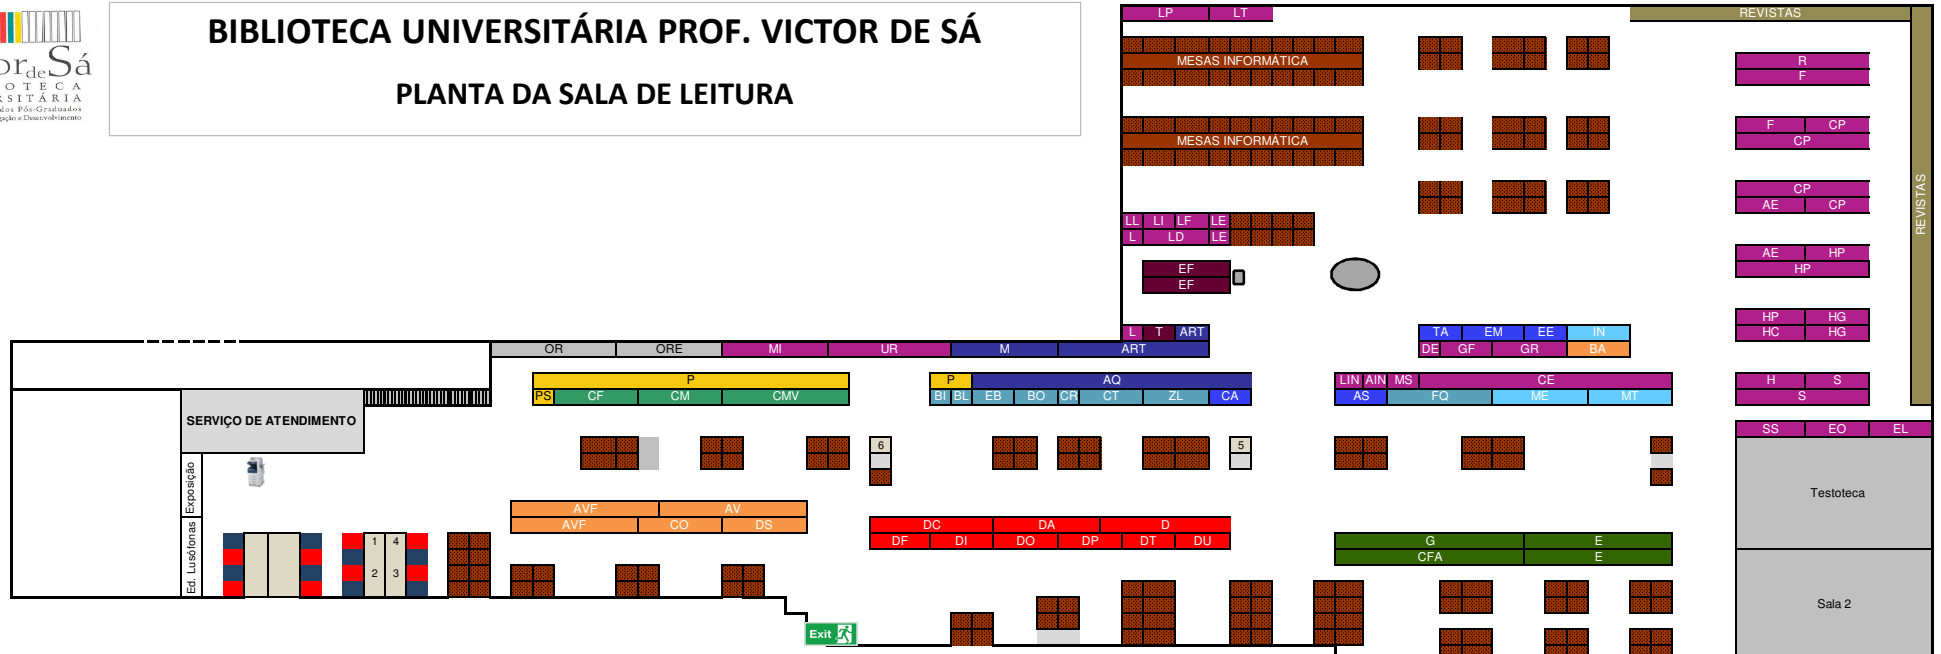 BIBLIOTECA UNIVERSITÁRIA PROF. VICTOR DE SÁ
PLANTA DA SALA DE LEITURA
de Sá
LP LT REVISTAS
MESAS INFORMÁTICA
R
F
MESAS INFORMÁTICA
F CP
CP
CP
AE CP
REVISTAS
LL LI LF LE
L LD LE
AE HP
HP
EF
EF
HP HG
HC HG
L T ART
TA EM EE IN
DE GF GR BA
OR ORE MI UR M ART
P
PS CF CM CMV
P AQ
BI BL EB BO CR CT ZL CA
LIN AIN MS CE
AS FQ ME MT
H S
S
SERVIÇO DE ATENDIMENTO
SS EO EL
6
5
Exposição
Testoteca
AVF AV
AVF CO DS
DC DA D
DF DI DO DP DT DU
G E
CFA E
Ed. Lusófonas
1 4
2 3
Sala 2
Exit